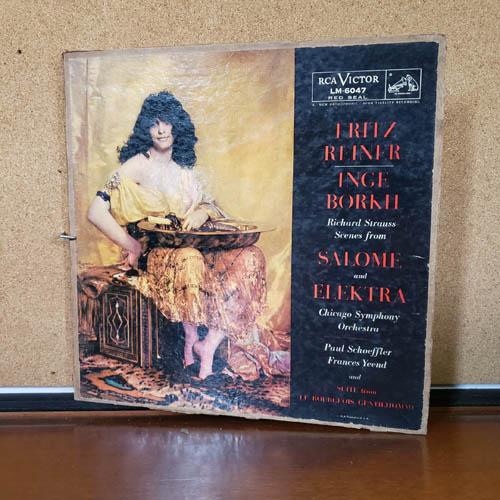 RCA VICTOR
LM-6047
RED SEAL
A "NEW ORTHOPHONIC" HIGH FIDELITY RECORDING
FRITZ
REINER
INGE
BORKH
Richard Strauss
Scenes from
SALOME
and
ELEKTRA
Chicago Symphony
Orchestra
Paul Schoeffler
Frances Yeend
and
SUITE from
LE BOURGEOIS GENTILHOMME